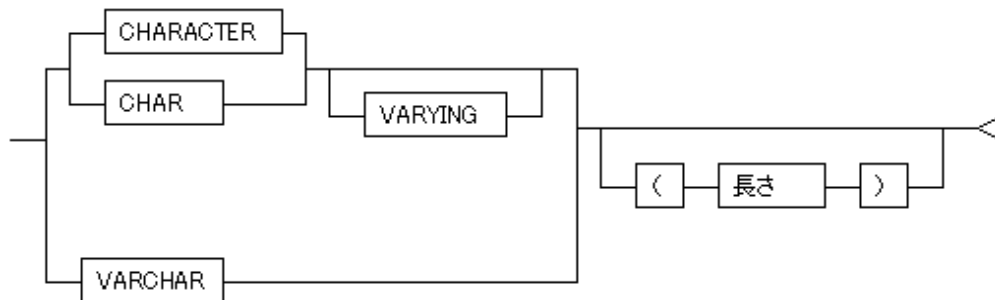 CHARACTER
CHAR
VARYING
( 長さ )
VARCHAR